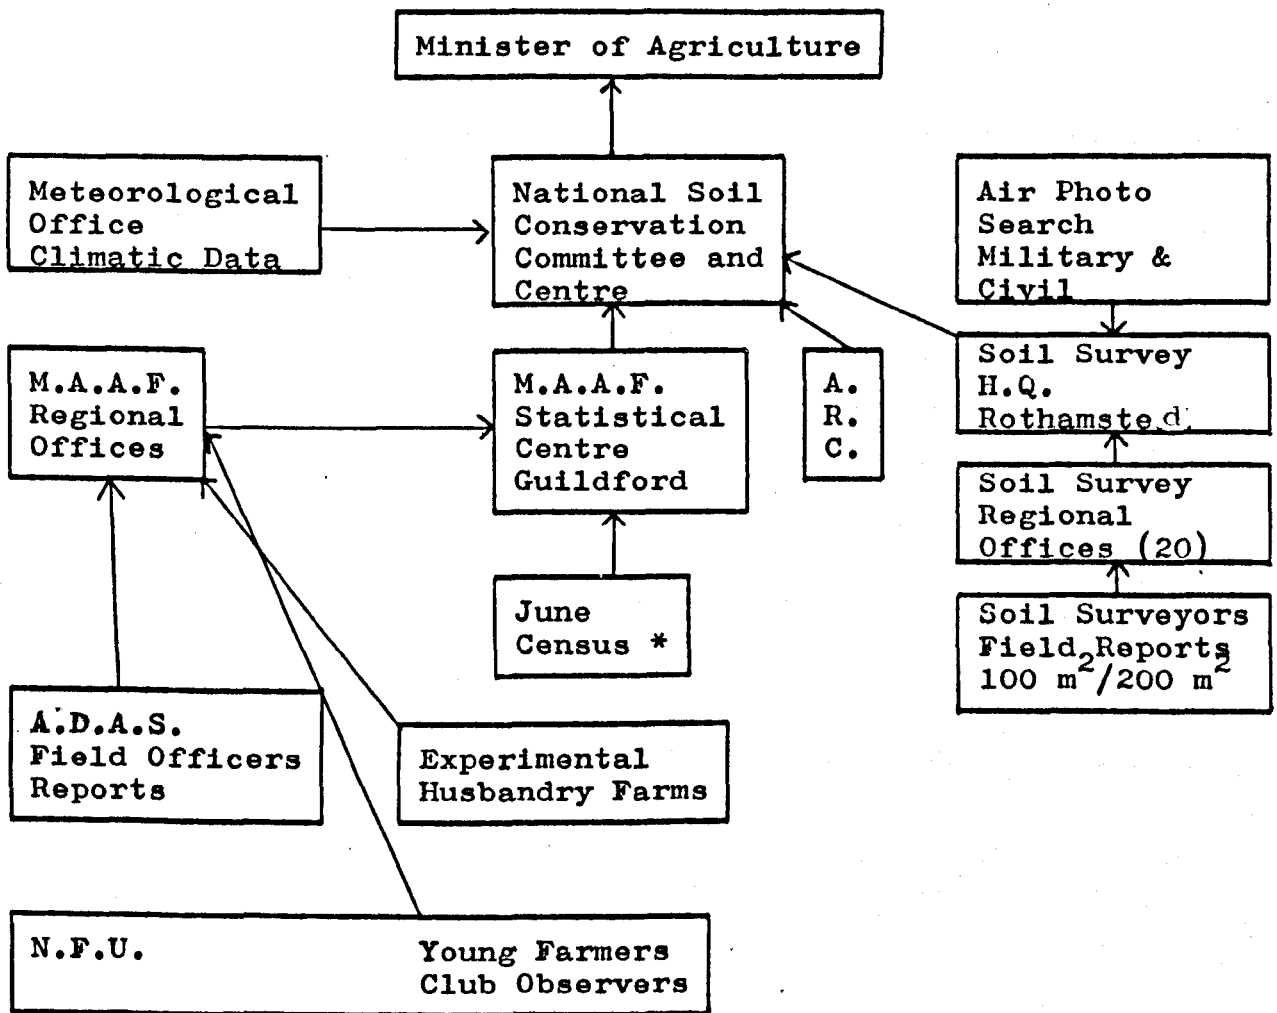 Minister of Agriculture
Meteorological
Office
Climatic Data
National Soil
Conservation
Committee and
Centre
Air Photo
Search
Military &
Civil
M.A.A.F.
Regional
Offices
M.A.A.F.
Statistical
Centre
Guildford
A.
R.
C.
Soil Survey
H.Q.
Rothamsted.
Soil Survey
Regional
Offices (20)
June
Census *
Soil Surveyors
Field Reports
100 m²/200 m²
A.D.A.S.
Field Officers
Reports
Experimental
Husbandry Farms
N.F.U.
Young Farmers
Club Observers